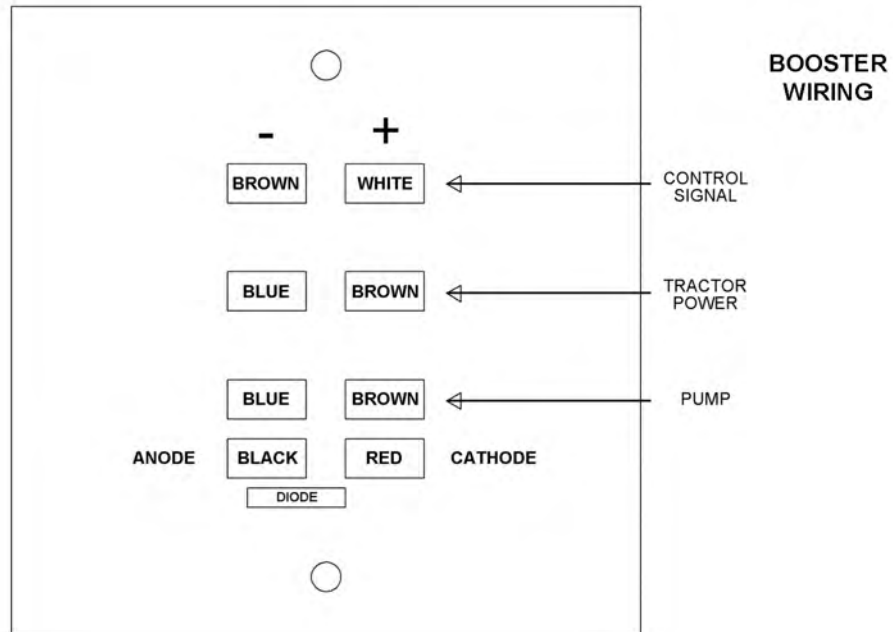 BOOSTER
WIRING
- +
BROWN WHITE CONTROL
SIGNAL
BLUE BROWN TRACTOR
POWER
BLUE BROWN PUMP
ANODE BLACK RED CATHODE
DIODE